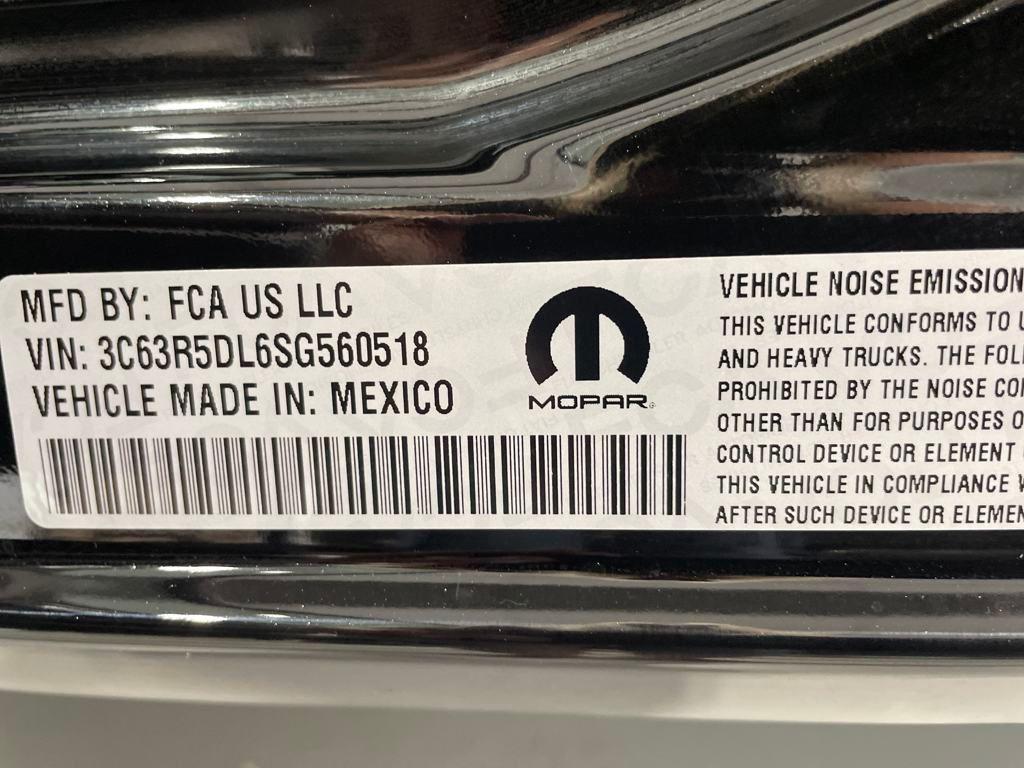 MFD BY: FCA US LLC
VIN: 3C63R5DL6SG560518
VEHICLE MADE IN: MEXICO
MOPAR®
VEHICLE NOISE EMISSION
THIS VEHICLE CONFORMS TO U
AND HEAVY TRUCKS. THE FOLL
PROHIBITED BY THE NOISE CON
OTHER THAN FOR PURPOSES O
CONTROL DEVICE OR ELEMENT
THIS VEHICLE IN COMPLIANCE W
AFTER SUCH DEVICE OR ELEMEN